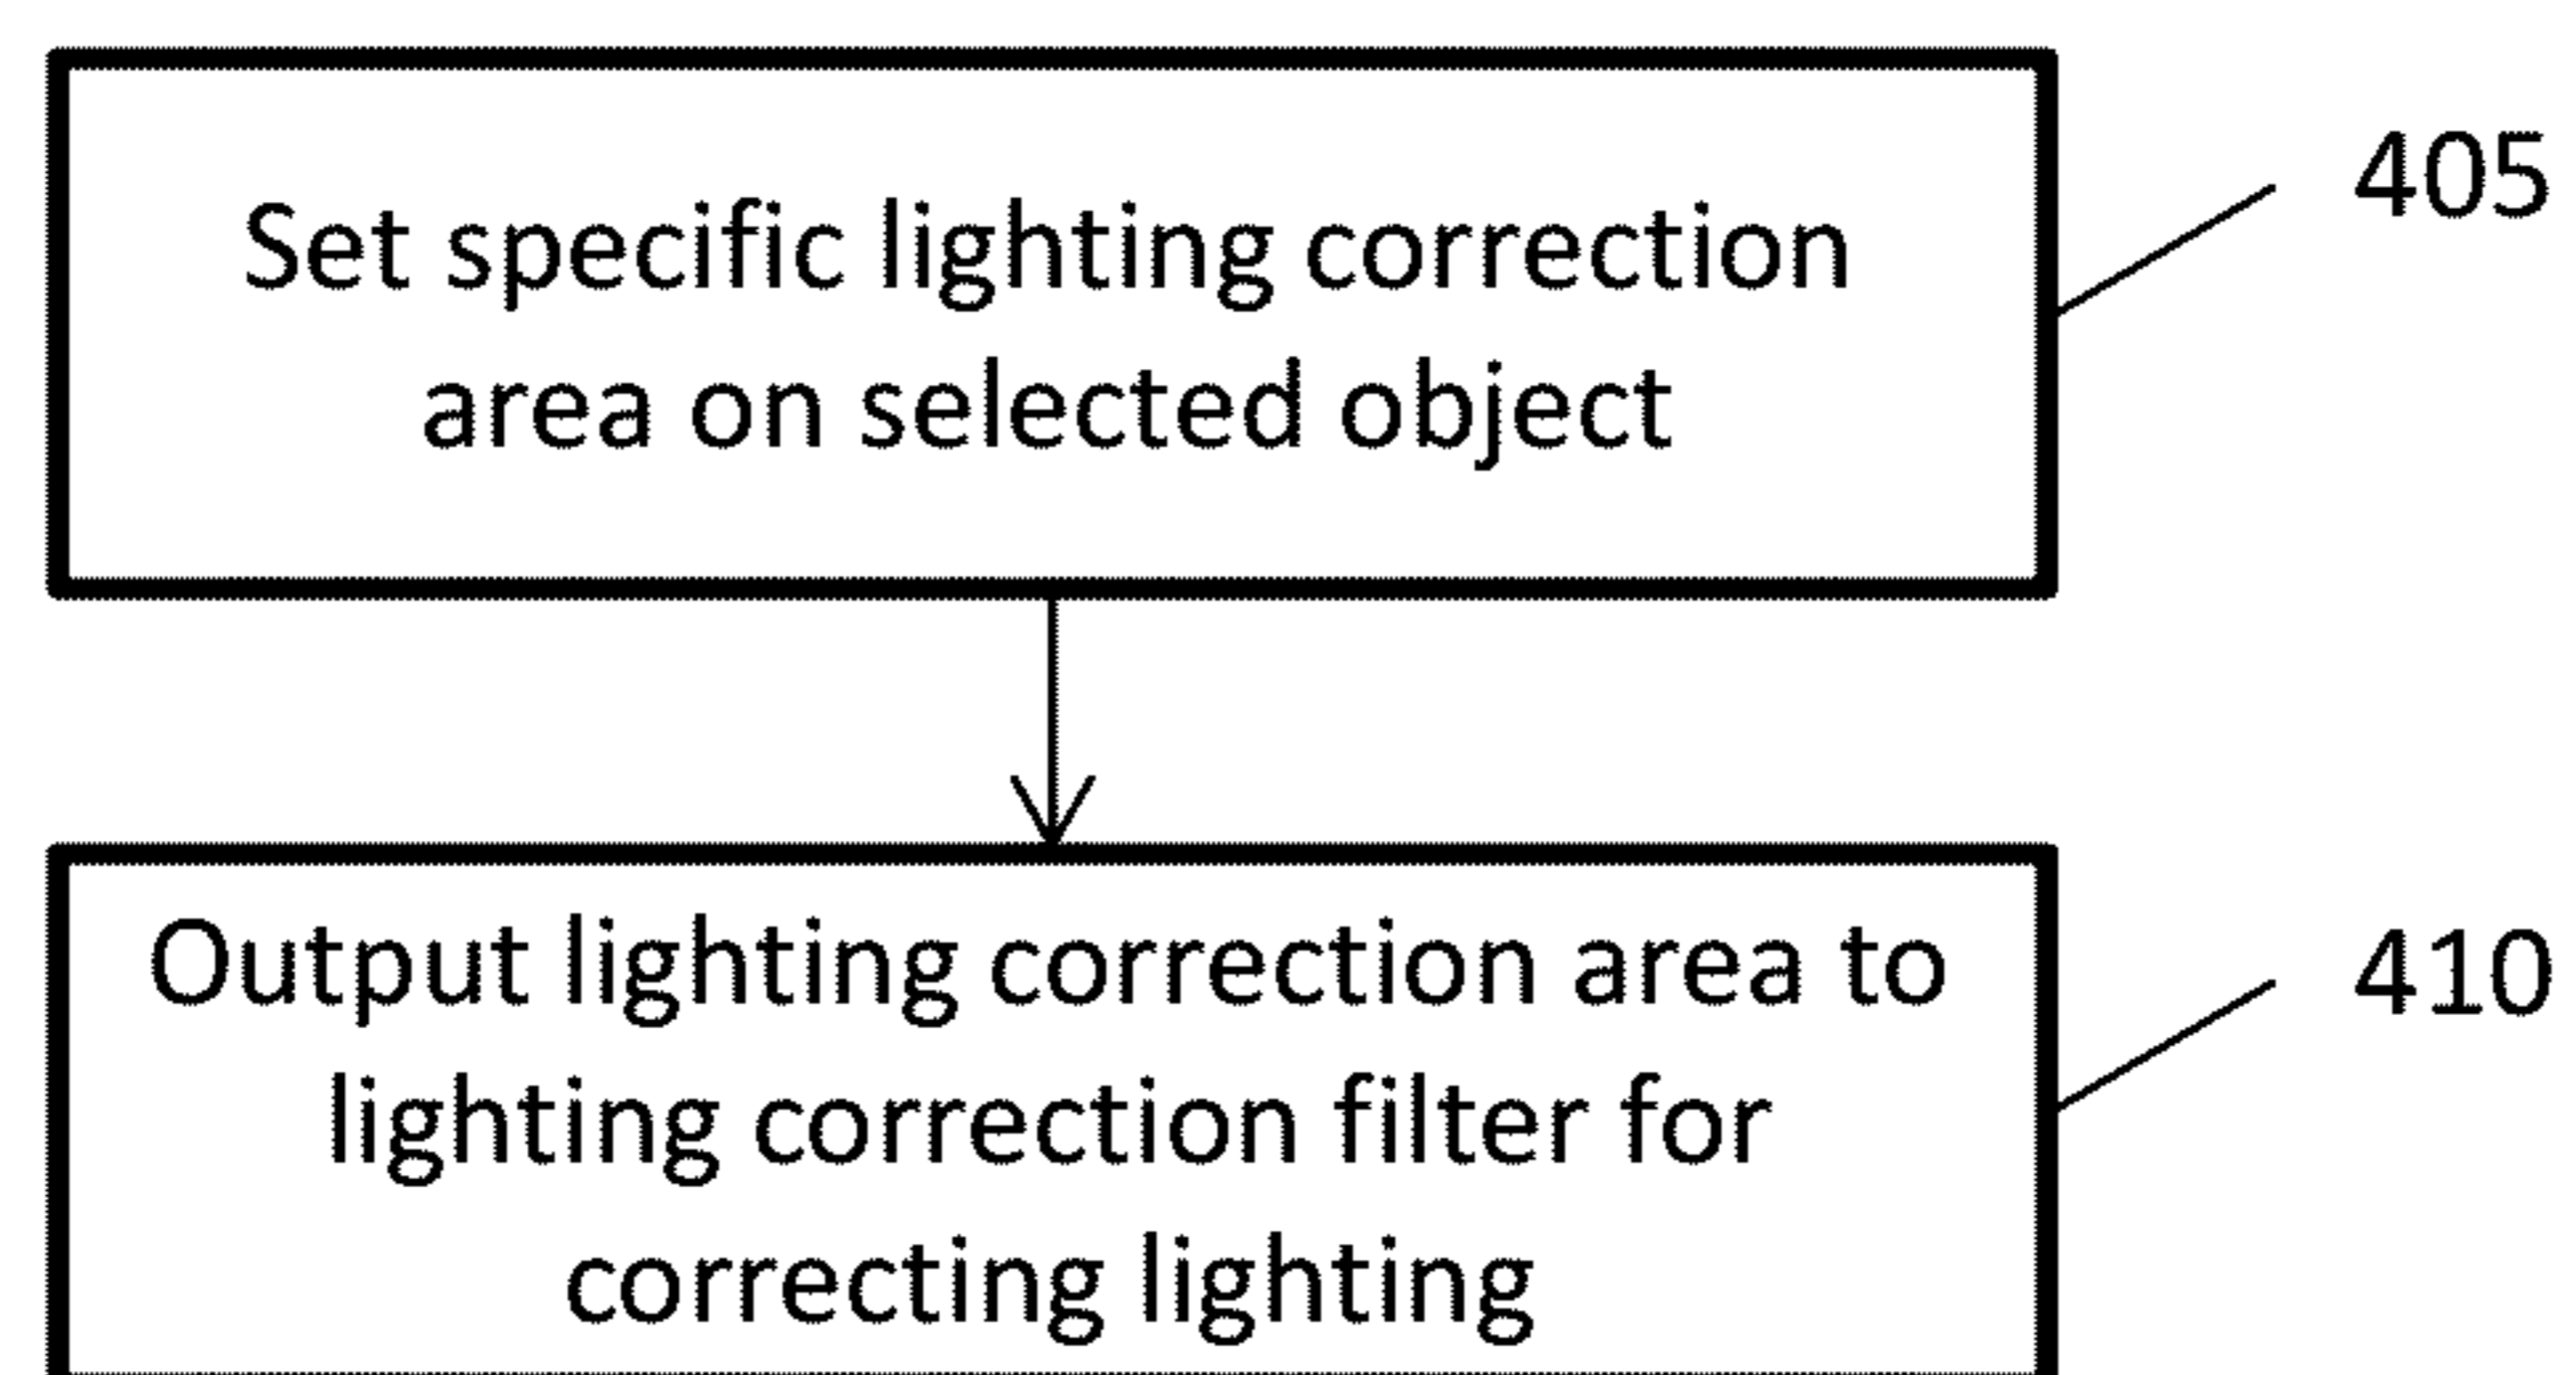 Set specific lighting correction
area on selected object
405
Output lighting correction area to
lighting correction filter for
correcting lighting
410